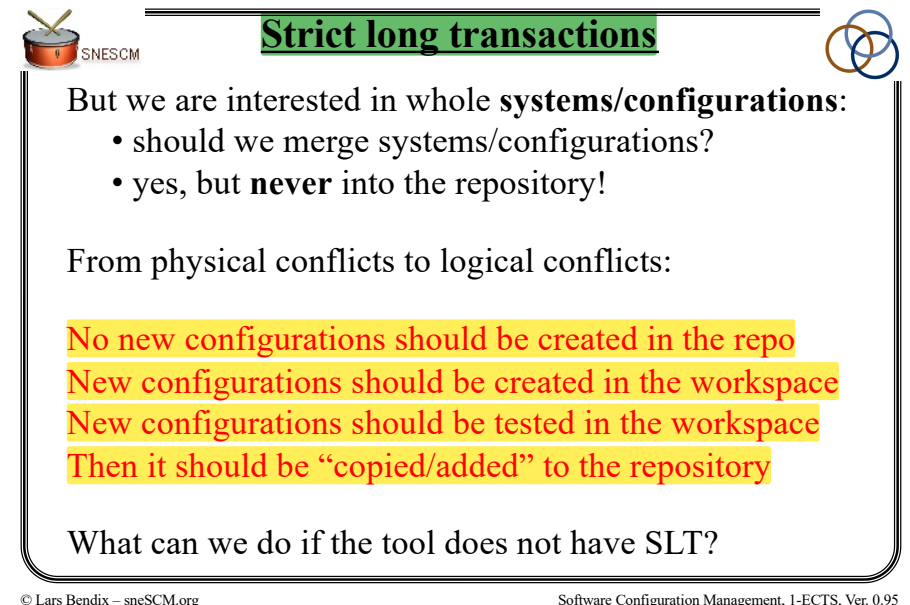 SNESCM
Strict long transactions
But we are interested in whole systems/configurations:
• should we merge systems/configurations?
• yes, but never into the repository!
From physical conflicts to logical conflicts:
No new configurations should be created in the repo
New configurations should be created in the workspace
New configurations should be tested in the workspace
Then it should be “copied/added” to the repository
What can we do if the tool does not have SLT?
© Lars Bendix – sneSCM.org
Software Configuration Management, 1-ECTS, Ver. 0.95